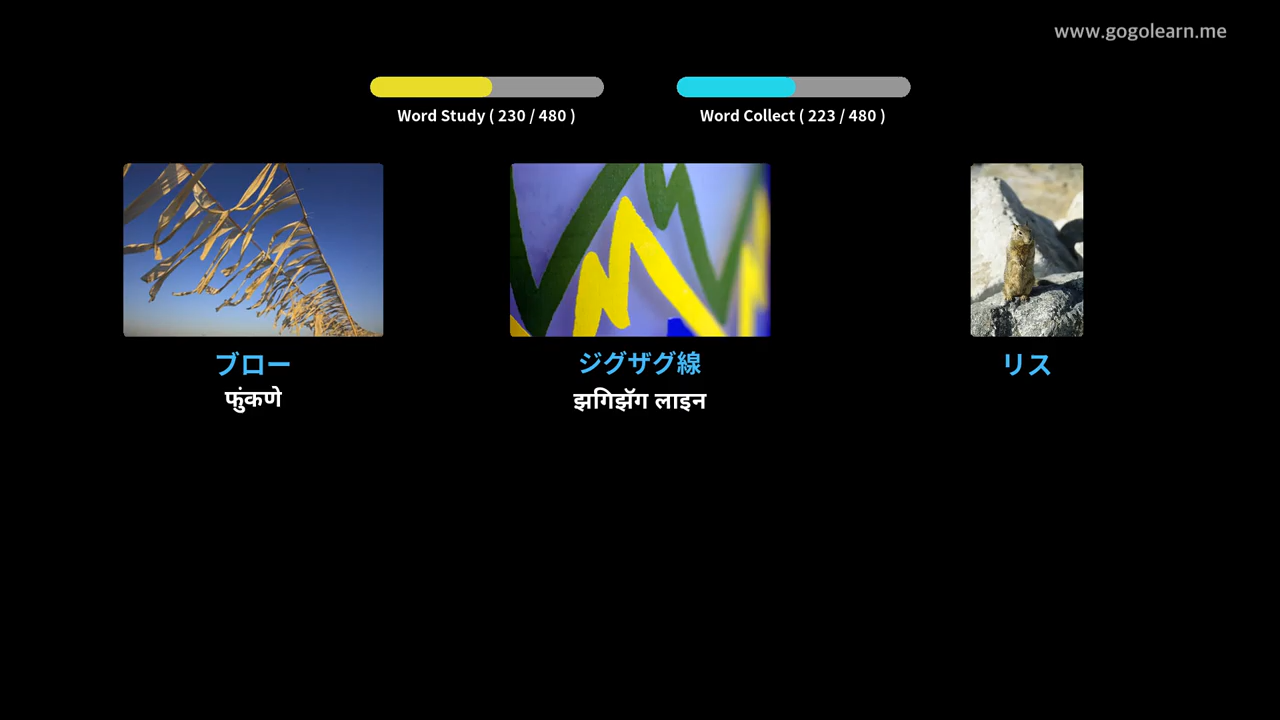 www.gogolearn.me
Word Study ( 230 / 480 )
Word Collect ( 223 / 480 )
ブロー
ジグザグ線
リス
फुंकणे
झगिझॅग लाइन